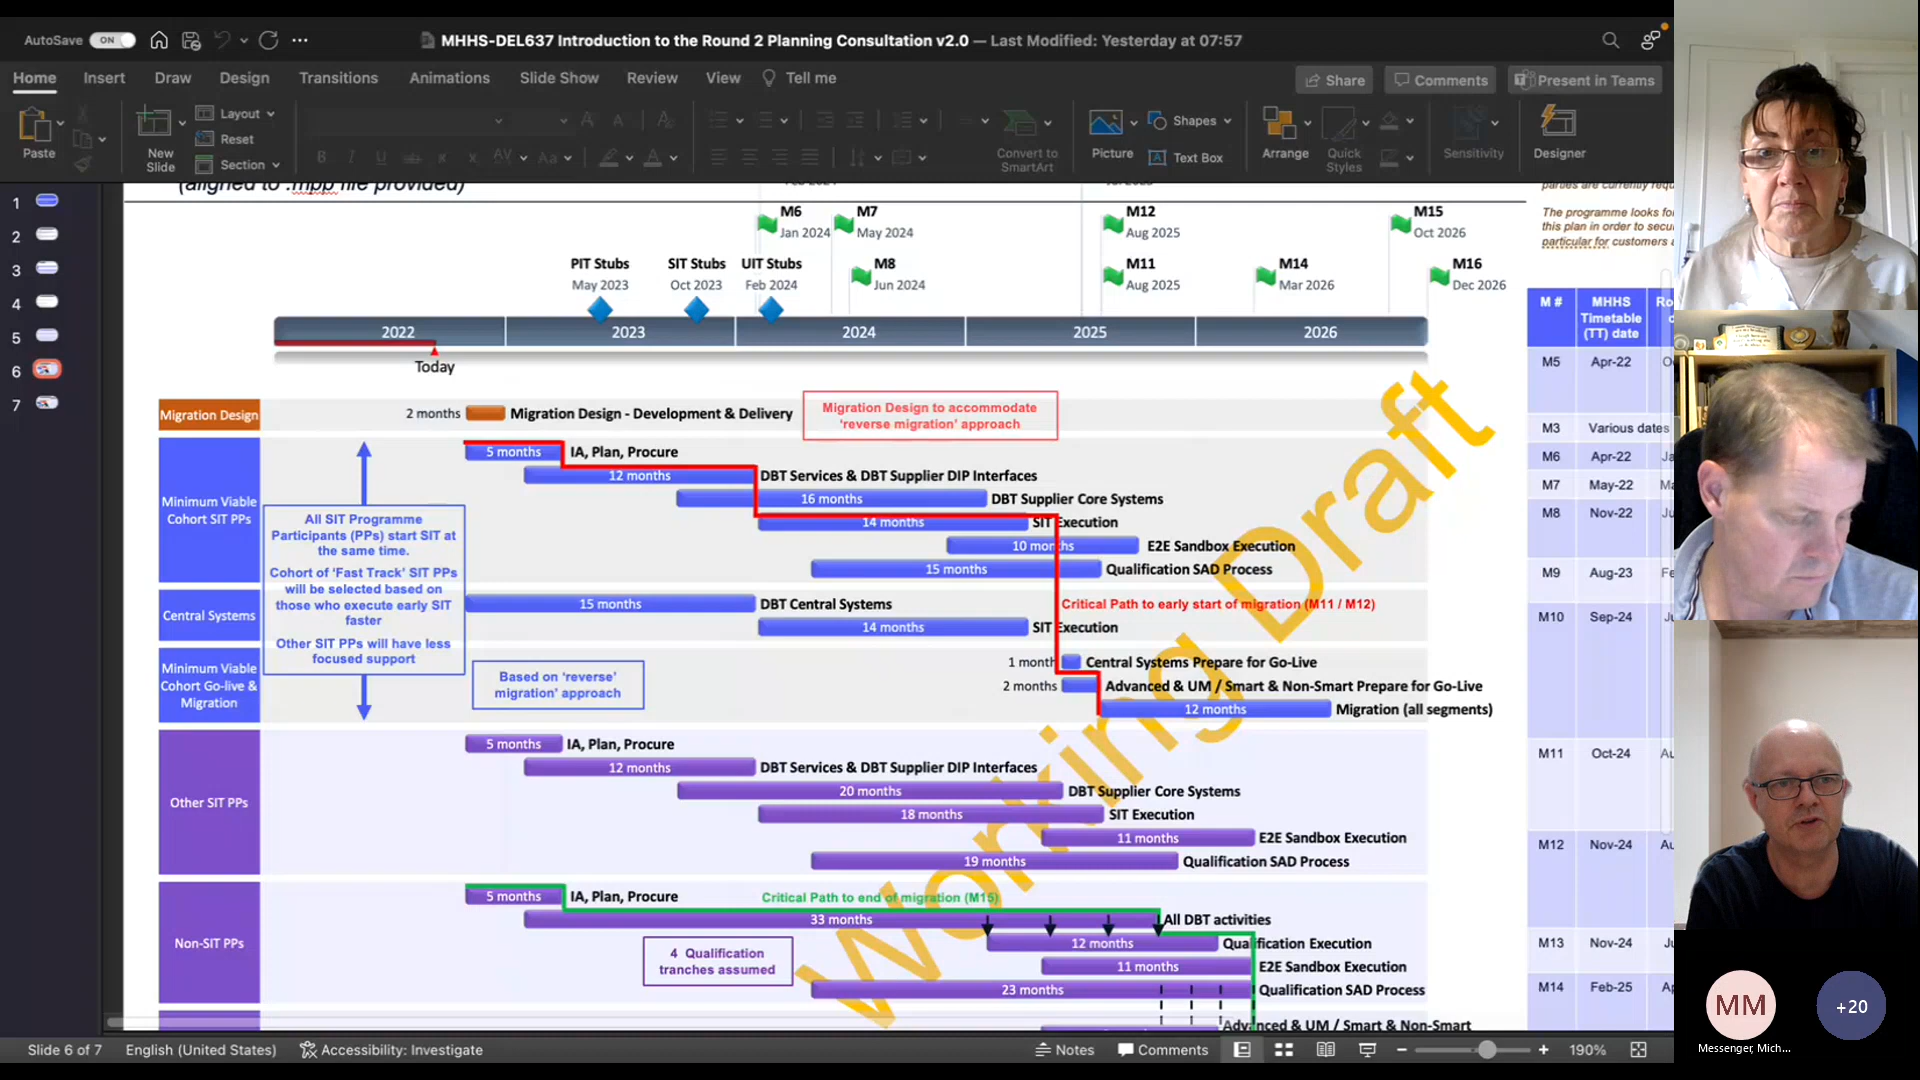 AutoSave ON
MHHS-DEL637 Introduction to the Round 2 Planning Consultation v2.0 — Last Modified: Yesterday at 07:57
Home Insert Draw Design Transitions Animations Slide Show Review View Tell me
Share Comments Present in Teams
Paste
New
Slide
Layout
Reset
Section
Convert to
SmartArt
Picture
Shapes
Text Box
Arrange
Quick
Styles
Sensitivity
Designer
1
2
3
4
5
6
7
(aligned to .mpp file provided)
parties are currently
The programme looks
this plan in order to
particular for customers
M6
Jan 2024
M7
May 2024
M12
Aug 2025
M15
Oct 2026
PIT Stubs
May 2023
SIT Stubs
Oct 2023
UIT Stubs
Feb 2024
M8
Jun 2024
M11
Aug 2025
M14
Mar 2026
M16
Dec 2026
2022 2023 2024 2025 2026
Today
Migration Design
2 months
Migration Design - Development & Delivery
Migration Design to accommodate
'reverse migration' approach
Minimum Viable
Cohort SIT PPs
5 months IA, Plan, Procure
12 months DBT Services & DBT Supplier DIP Interfaces
16 months DBT Supplier Core Systems
14 months SIT Execution
10 months E2E Sandbox Execution
15 months Qualification SAD Process
All SIT Programme
Participants (PPs) start SIT at
the same time.
Cohort of 'Fast Track' SIT PPs
will be selected based on
those who execute early SIT
faster
Other SIT PPs will have less
focused support
Central Systems
15 months DBT Central Systems
Critical Path to early start of migration (M11 / M12)
14 months SIT Execution
Minimum Viable
Cohort Go-live &
Migration
Based on 'reverse'
migration' approach
1 month Central Systems Prepare for Go-Live
2 months Advanced & UM / Smart & Non-Smart Prepare for Go-Live
12 months Migration (all segments)
Other SIT PPs
5 months IA, Plan, Procure
12 months DBT Services & DBT Supplier DIP Interfaces
20 months DBT Supplier Core Systems
18 months SIT Execution
11 months E2E Sandbox Execution
19 months Qualification SAD Process
Non-SIT PPs
5 months IA, Plan, Procure
Critical Path to end of migration (M15)
33 months All DBT activities
4 Qualification
tranches assumed
12 months Qualification Execution
11 months E2E Sandbox Execution
23 months Qualification SAD Process
Advanced & UM / Smart & Non-Smart
Working Draft
M # MHHS
Timetable
(TT) date
M5 Apr-22
M3 Various dates
M6 Apr-22
M7 May-22
M8 Nov-22
M9 Aug-23
M10 Sep-24
M11 Oct-24
M12 Nov-24
M13 Nov-24
M14 Feb-25
Slide 6 of 7 English (United States) Accessibility: Investigate
Notes Comments 190%
MM
Messenger, Mich...
+20